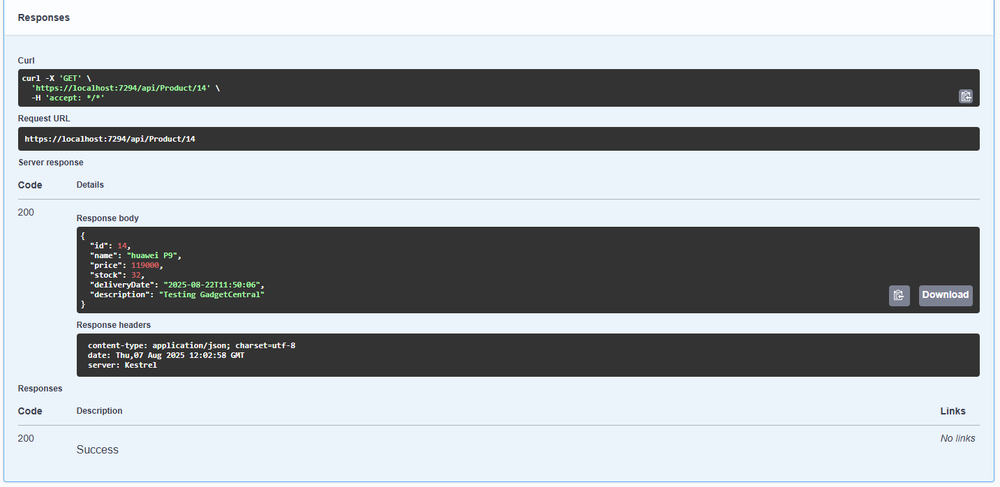 Responses
Curl
curl -X 'GET' \
  'https://localhost:7294/api/Product/14' \
  -H 'accept: */*'
Request URL
https://localhost:7294/api/Product/14
Server response
Code Details
200
Response body
{
  "id": 14,
  "name": "huawei P9",
  "price": 119000,
  "stock": 32,
  "deliveryDate": "2025-08-22T11:50:06",
  "description": "Testing GadgetCentral"
}
Download
Response headers
content-type: application/json; charset=utf-8
date: Thu,07 Aug 2025 12:02:58 GMT
server: Kestrel
Responses
Code Description Links
200 No links
Success